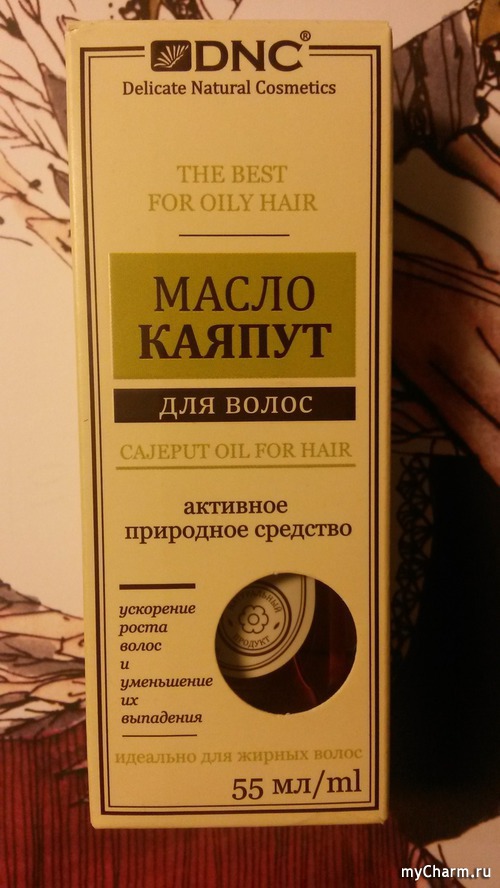 DNC®
Delicate Natural Cosmetics
THE BEST
FOR OILY HAIR
МАСЛО
КАЯПУТ
для волос
CAJEPUT OIL FOR HAIR
активное
природное средство
ускорение
роста
волос
и
уменьшение
их
выпадения
ПРОДУКТ
идеально для жирных волос
55 мл/ml
myCharm.ru